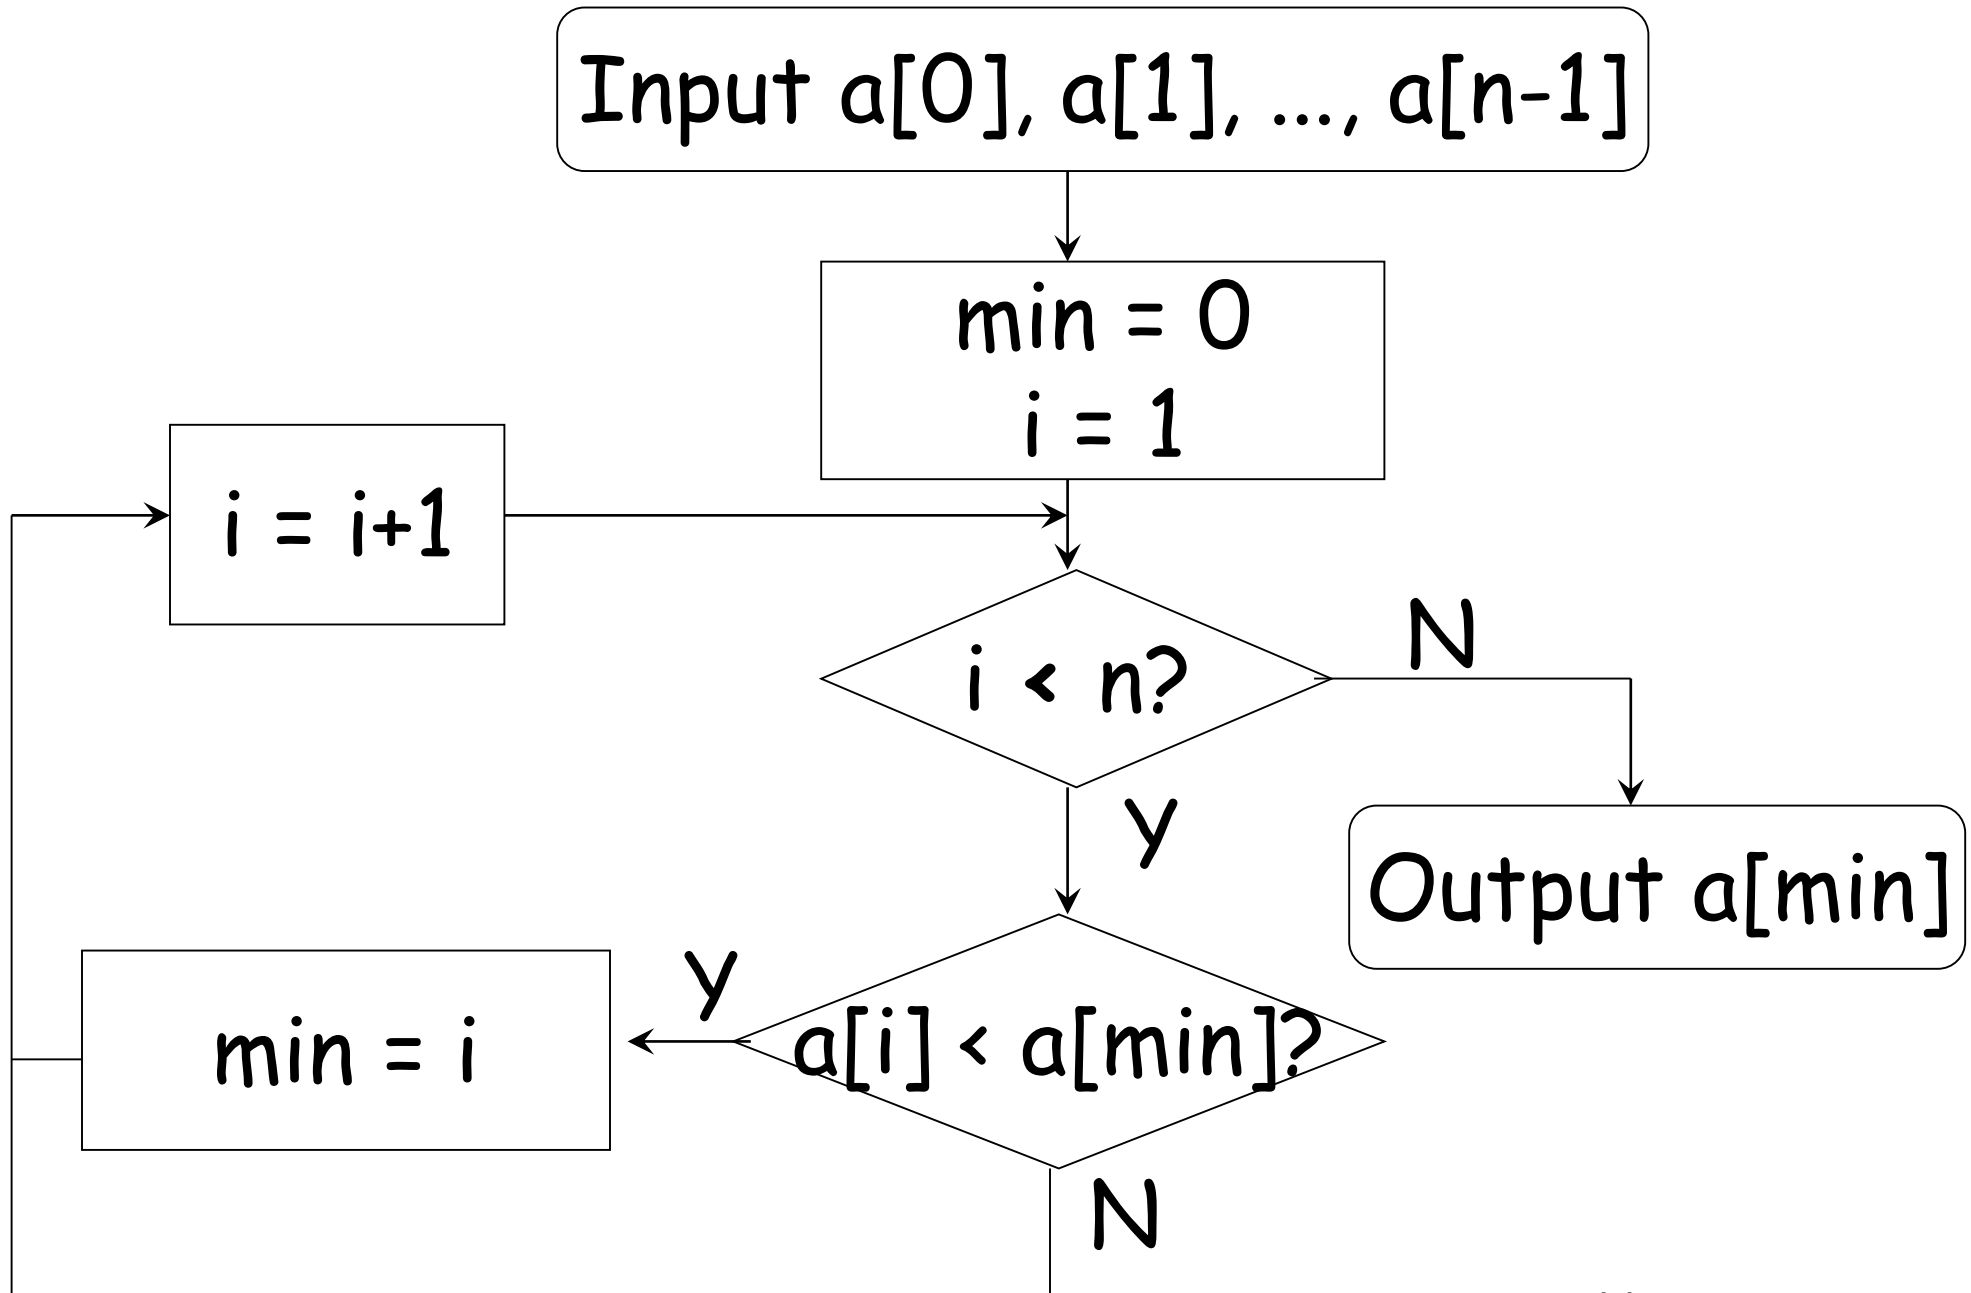 Input a[0], a[1], ..., a[n-1]
min = 0
i = 1
i = i+1
i < n?
N
Y
Output a[min]
Y
a[i] < a[min]?
min = i
N